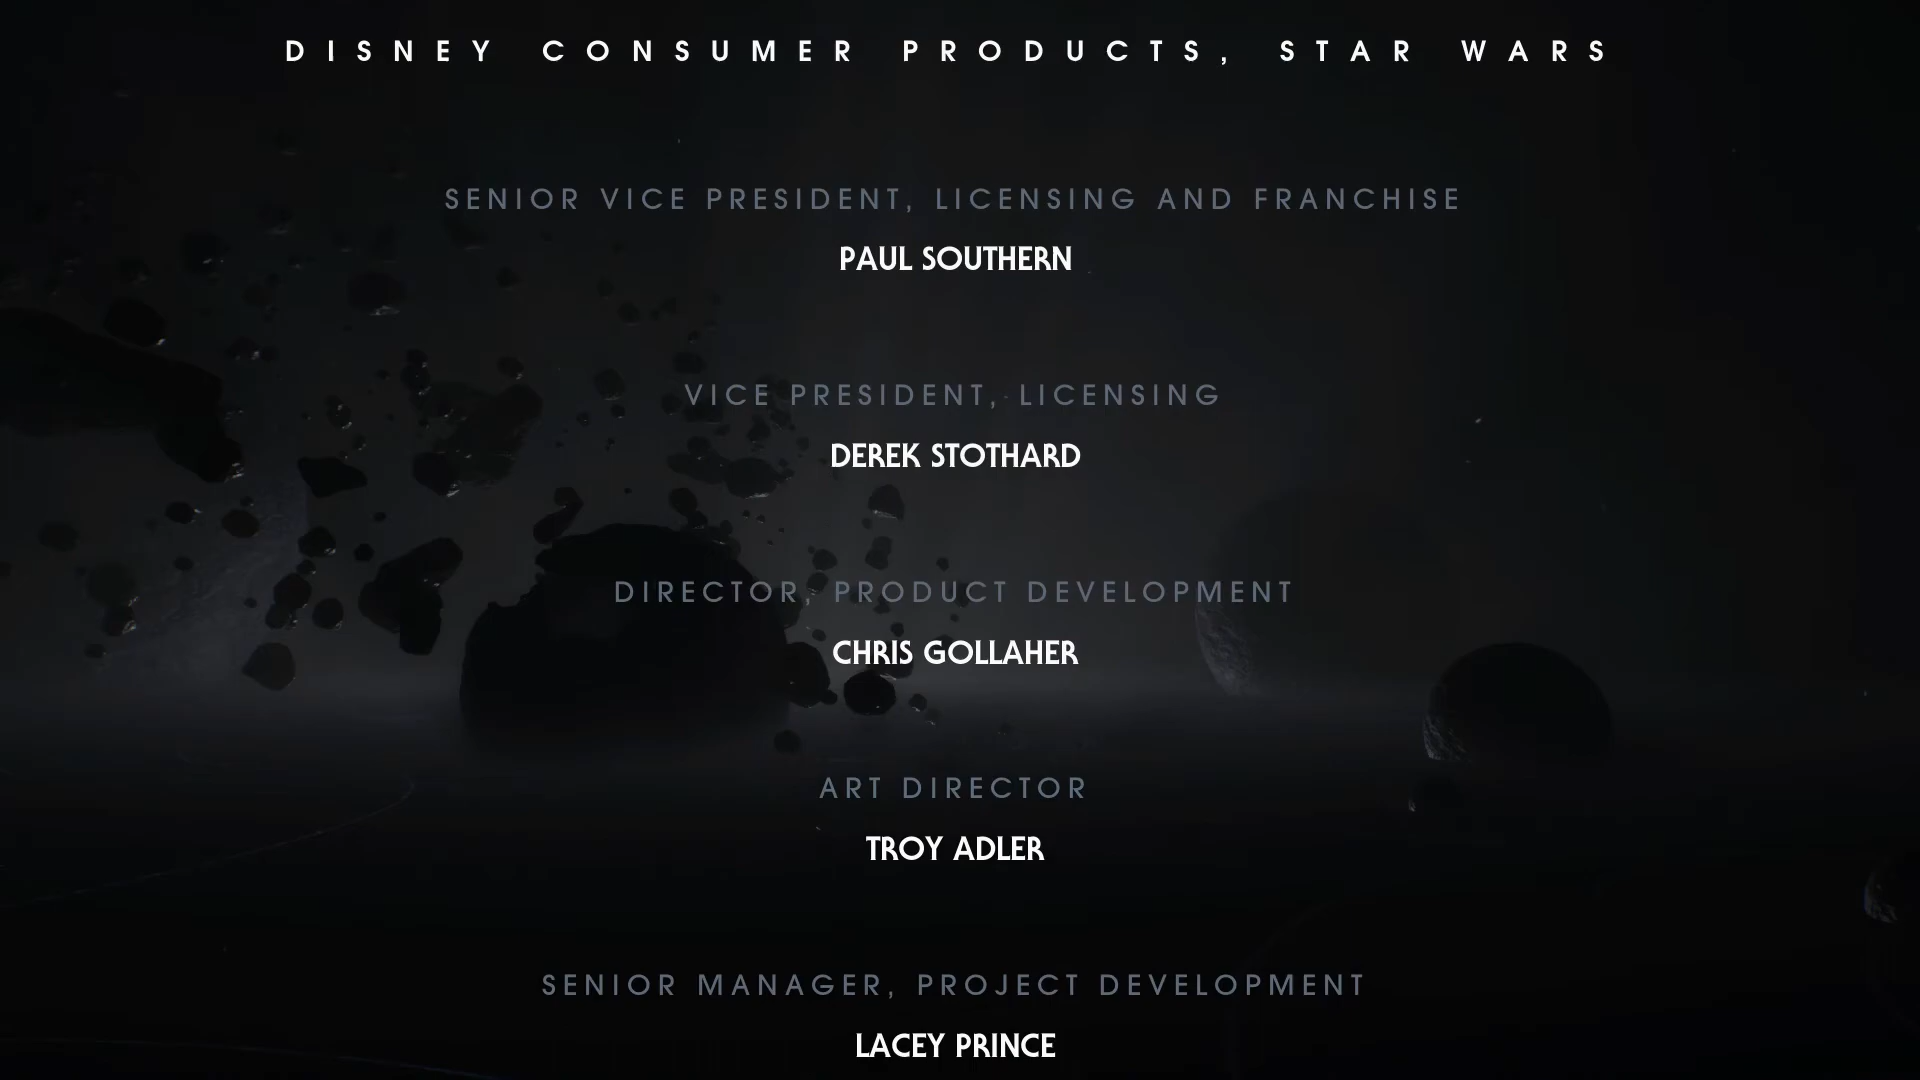 DISNEY CONSUMER PRODUCTS, STAR WARS
SENIOR VICE PRESIDENT, LICENSING AND FRANCHISE
PAUL SOUTHERN
VICE PRESIDENT, LICENSING
DEREK STOTHARD
DIRECTOR, PRODUCT DEVELOPMENT
CHRIS GOLLAHER
ART DIRECTOR
TROY ADLER
SENIOR MANAGER, PROJECT DEVELOPMENT
LACEY PRINCE